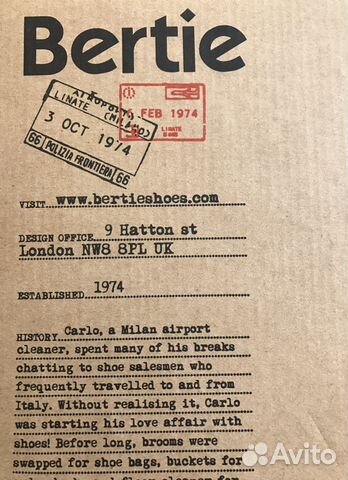 Bertie
AEROPORTO
LINATE (MILANO)
3 OCT 1974
66 POLIZIA FRONTIERA 66
FEB 1974
LINATE
VISIT www.bertieshoes.com
DESIGN OFFICE 9 Hatton st
London NW8 8PL UK
ESTABLISHED 1974
HISTORY Carlo, a Milan airport
cleaner, spent many of his breaks
chatting to shoe salesmen who
frequently travelled to and from
Italy. Without realising it, Carlo
was starting his love affair with
shoes! Before long, brooms were
swapped for shoe bags, buckets for
floor cleaner for
Avito